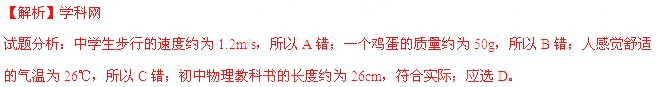 【解析】学科网
试题分析：中学生步行的速度约为 1.2m/s，所以 A 错；一个鸡蛋的质量约为 50g，所以 B 错；人感觉舒适
的气温为 26℃，所以 C 错；初中物理教科书的长度约为 26cm，符合实际；应选 D。